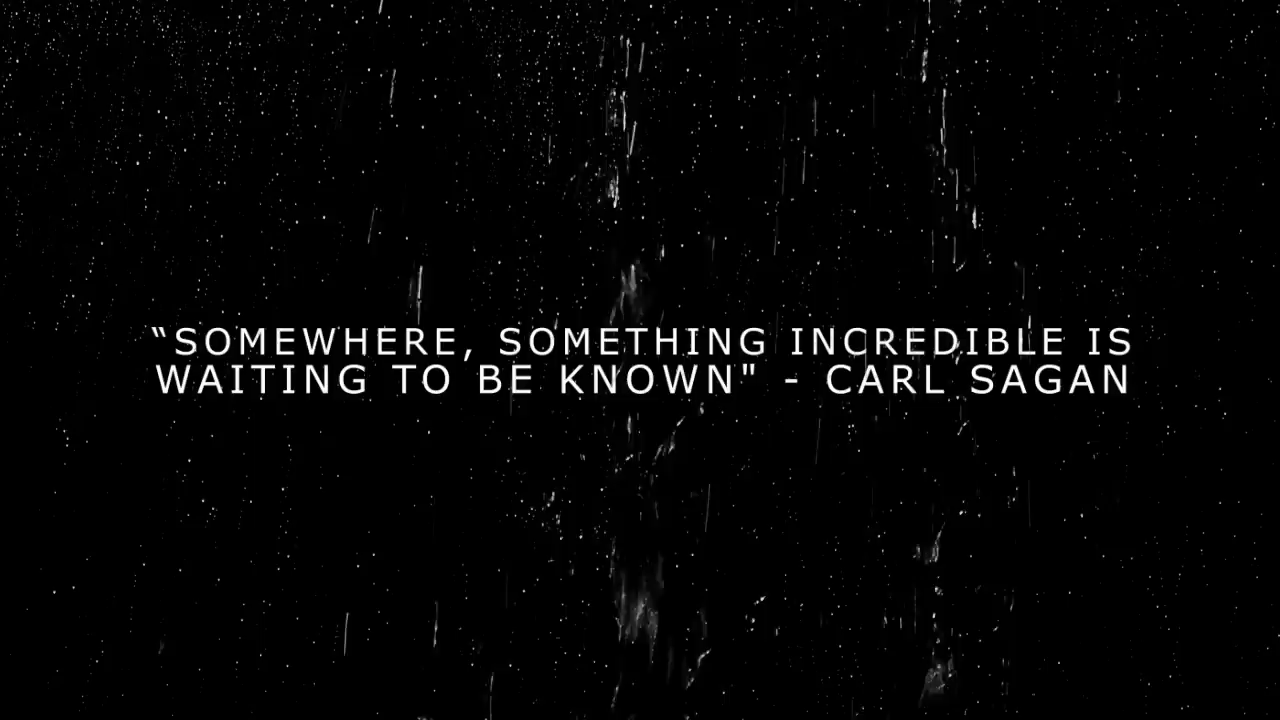 “SOMEWHERE, SOMETHING INCREDIBLE IS
WAITING TO BE KNOWN" - CARL SAGAN